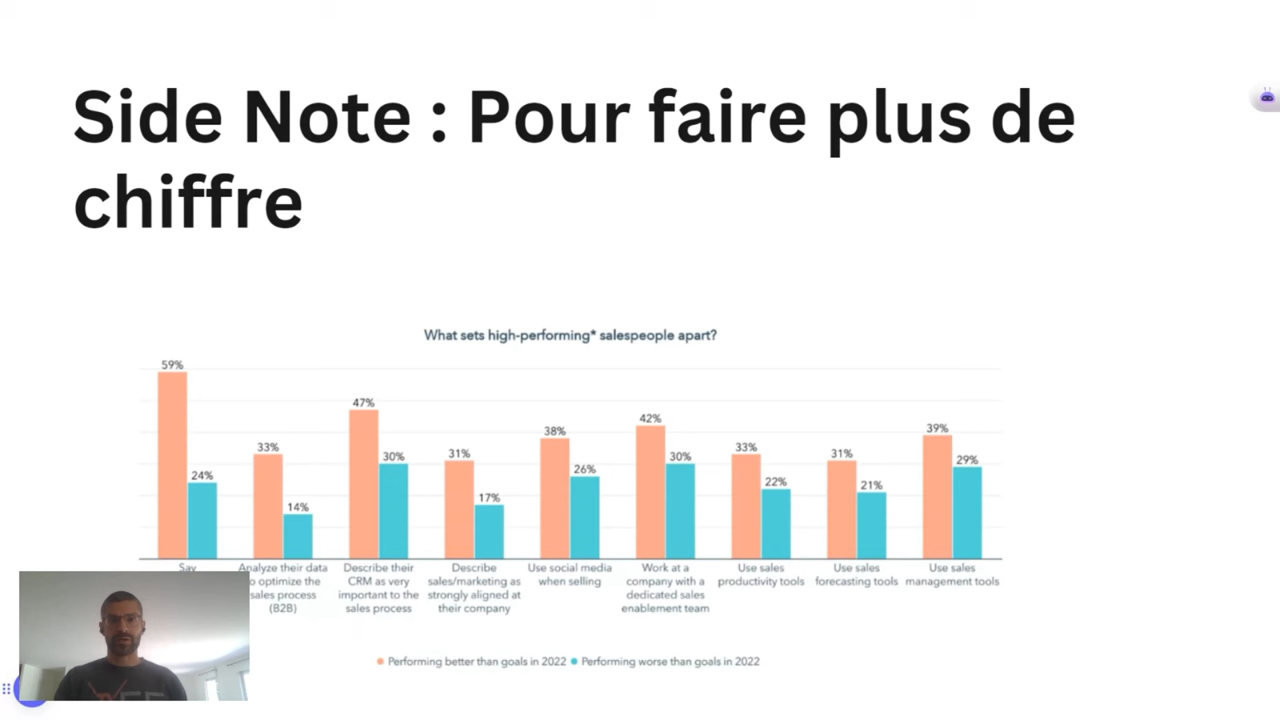 Side Note : Pour faire plus de
chiffre
What sets high-performing* salespeople apart?
59%
24%
33%
14%
47%
30%
31%
17%
38%
26%
42%
30%
33%
22%
31%
21%
39%
29%
Say
Analyze their data
to optimize the
sales process
(B2B)
Describe their
CRM as very
important to the
sales process
Describe
sales/marketing as
strongly aligned at
their company
Use social media
when selling
Work at a
company with a
dedicated sales
enablement team
Use sales
productivity tools
Use sales
forecasting tools
Use sales
management tools
Performing better than goals in 2022
Performing worse than goals in 2022